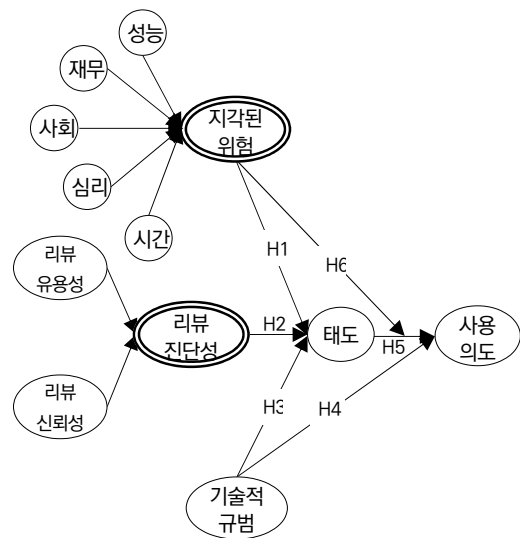 성능
재무
지각된
위험
사회
심리
시간
H1
H6
리뷰
유용성
리뷰
진단성
H2
태도
H5
사용
의도
리뷰
신뢰성
H3
H4
기술적
규범